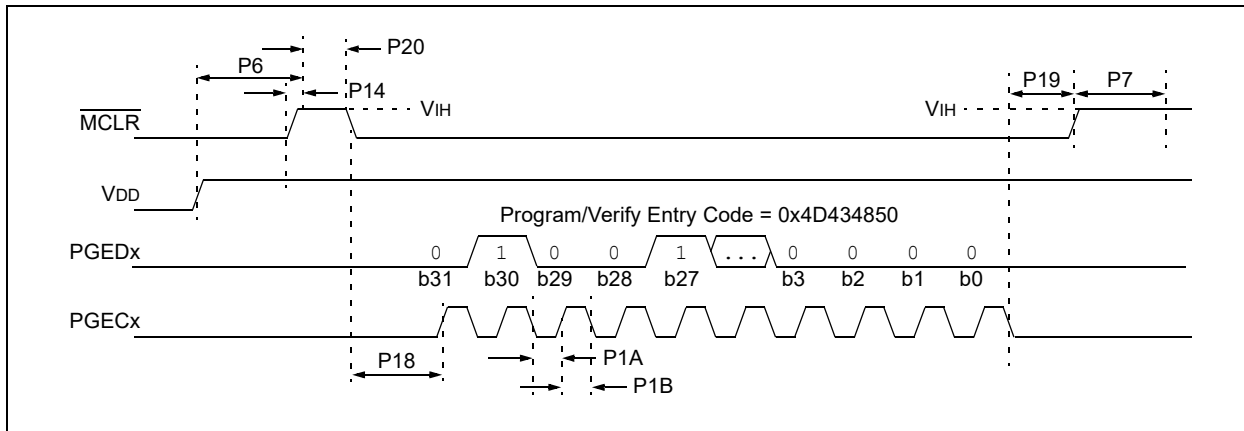 P20
P6
P14
P19
P7
MCLR
VIH
VIH
VDD
Program/Verify Entry Code = 0x4D434850
PGEDx
0 1 0 0 1 ... 0 0 0 0
b31 b30 b29 b28 b27 b3 b2 b1 b0
PGECx
P18
P1A
P1B